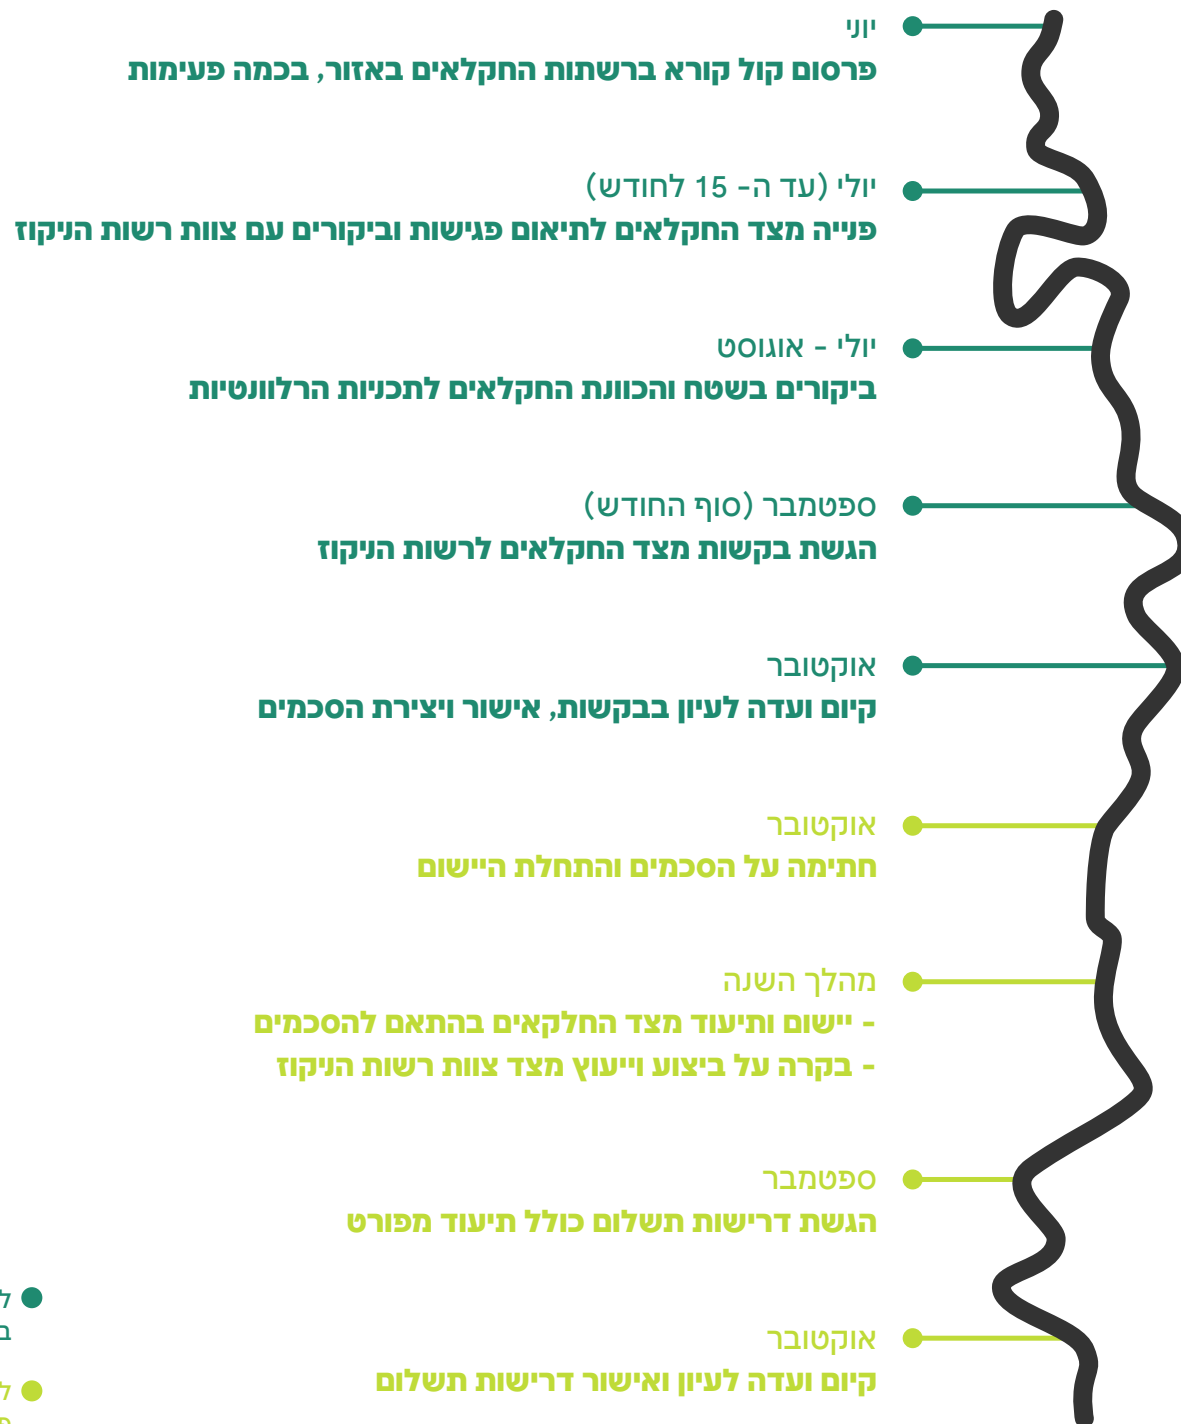 יוני
פרסום קול קורא ברשתות החקלאים באזור, בכמה פעימות
יולי (עד ה- 15 לחודש)
פנייה מצד החקלאים לתיאום פגישות וביקורים עם צוות רשות הניקוז
יולי - אוגוסט
ביקורים בשטח והכוונת החקלאים לתכניות הרלוונטיות
ספטמבר (סוף החודש)
הגשת בקשות מצד החקלאים לרשות הניקוז
אוקטובר
קיום ועדה לעיון בבקשות, אישור ויצירת הסכמים
אוקטובר
חתימה על הסכמים והתחלת היישום
מהלך השנה
- יישום ותיעוד מצד החלקאים בהתאם להסכמים
- בקרה על ביצוע וייעוץ מצד צוות רשות הניקוז
ספטמבר
הגשת דרישות תשלום כולל תיעוד מפורט
אוקטובר
קיום ועדה לעיון ואישור דרישות תשלום